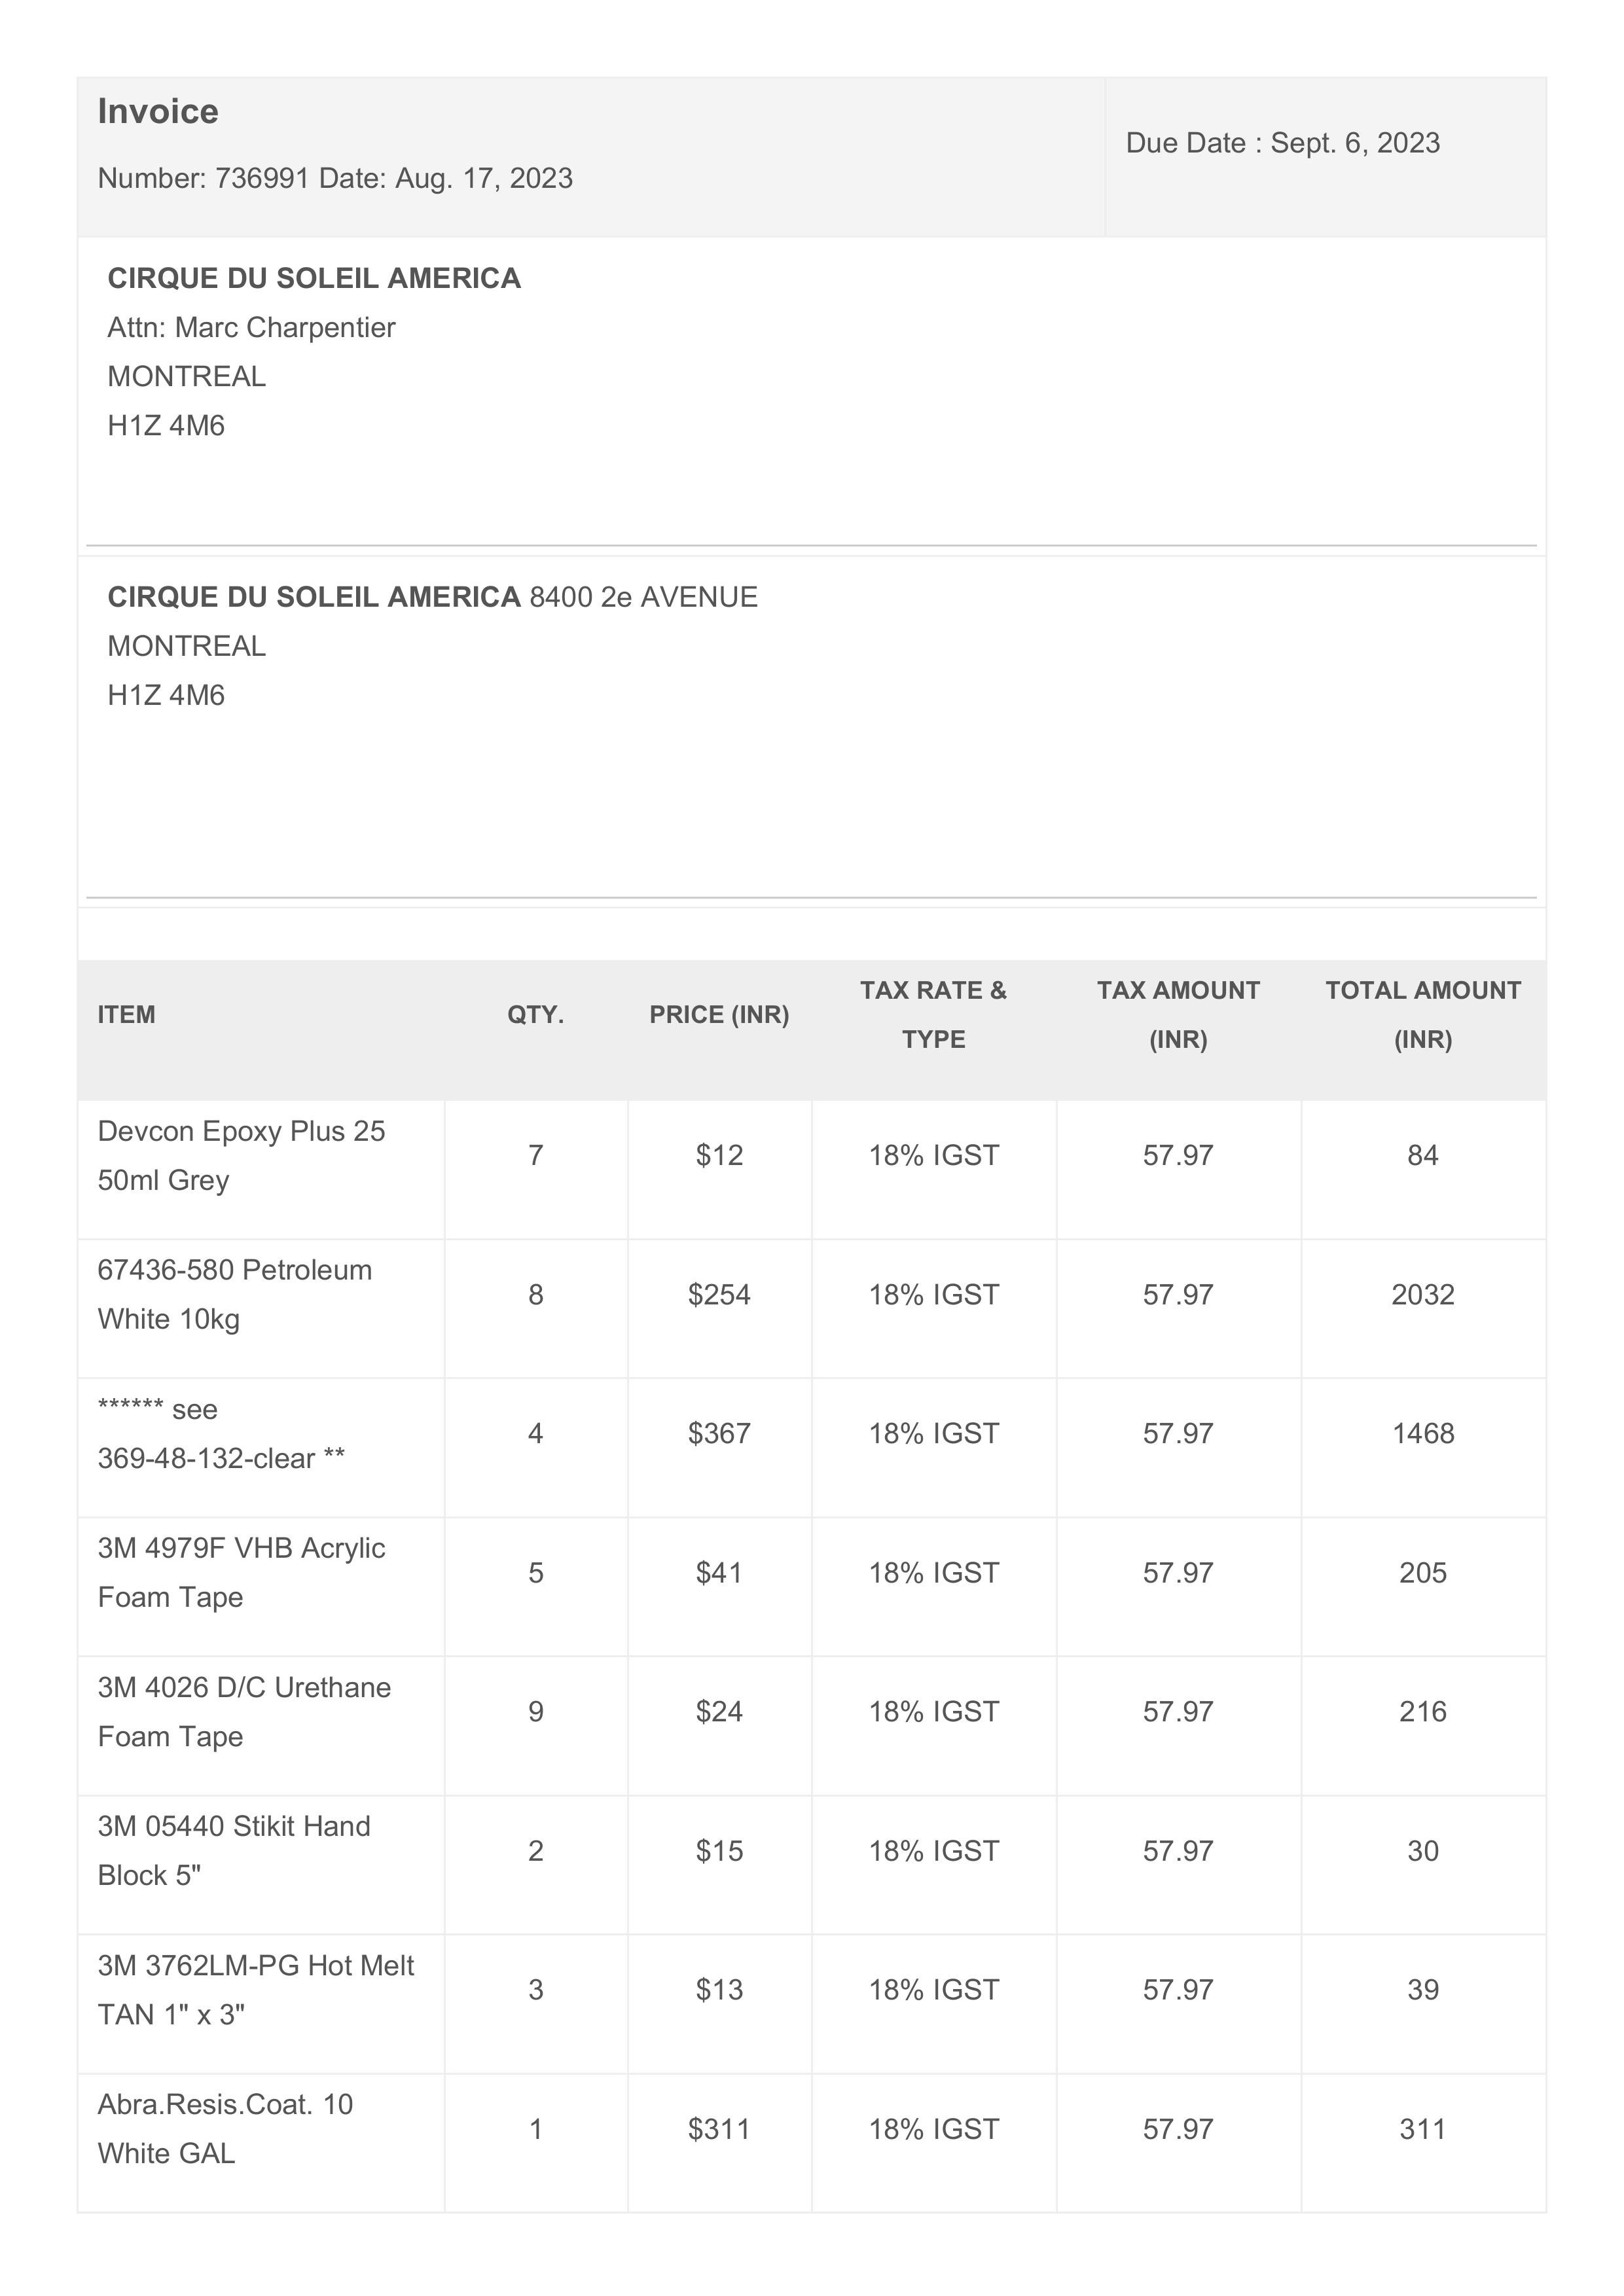 Invoice
Number: 736991 Date: Aug. 17, 2023
Due Date : Sept. 6, 2023
CIRQUE DU SOLEIL AMERICA
Attn: Marc Charpentier
MONTREAL
H1Z 4M6
CIRQUE DU SOLEIL AMERICA 8400 2e AVENUE
MONTREAL
H1Z 4M6
ITEM QTY. PRICE (INR) TAX RATE & TYPE TAX AMOUNT (INR) TOTAL AMOUNT (INR)
Devcon Epoxy Plus 25
50ml Grey
7 $12 18% IGST 57.97 84
67436-580 Petroleum
White 10kg
8 $254 18% IGST 57.97 2032
****** see
369-48-132-clear **
4 $367 18% IGST 57.97 1468
3M 4979F VHB Acrylic
Foam Tape
5 $41 18% IGST 57.97 205
3M 4026 D/C Urethane
Foam Tape
9 $24 18% IGST 57.97 216
3M 05440 Stikit Hand
Block 5"
2 $15 18% IGST 57.97 30
3M 3762LM-PG Hot Melt
TAN 1" x 3"
3 $13 18% IGST 57.97 39
Abra.Resis.Coat. 10
White GAL
1 $311 18% IGST 57.97 311